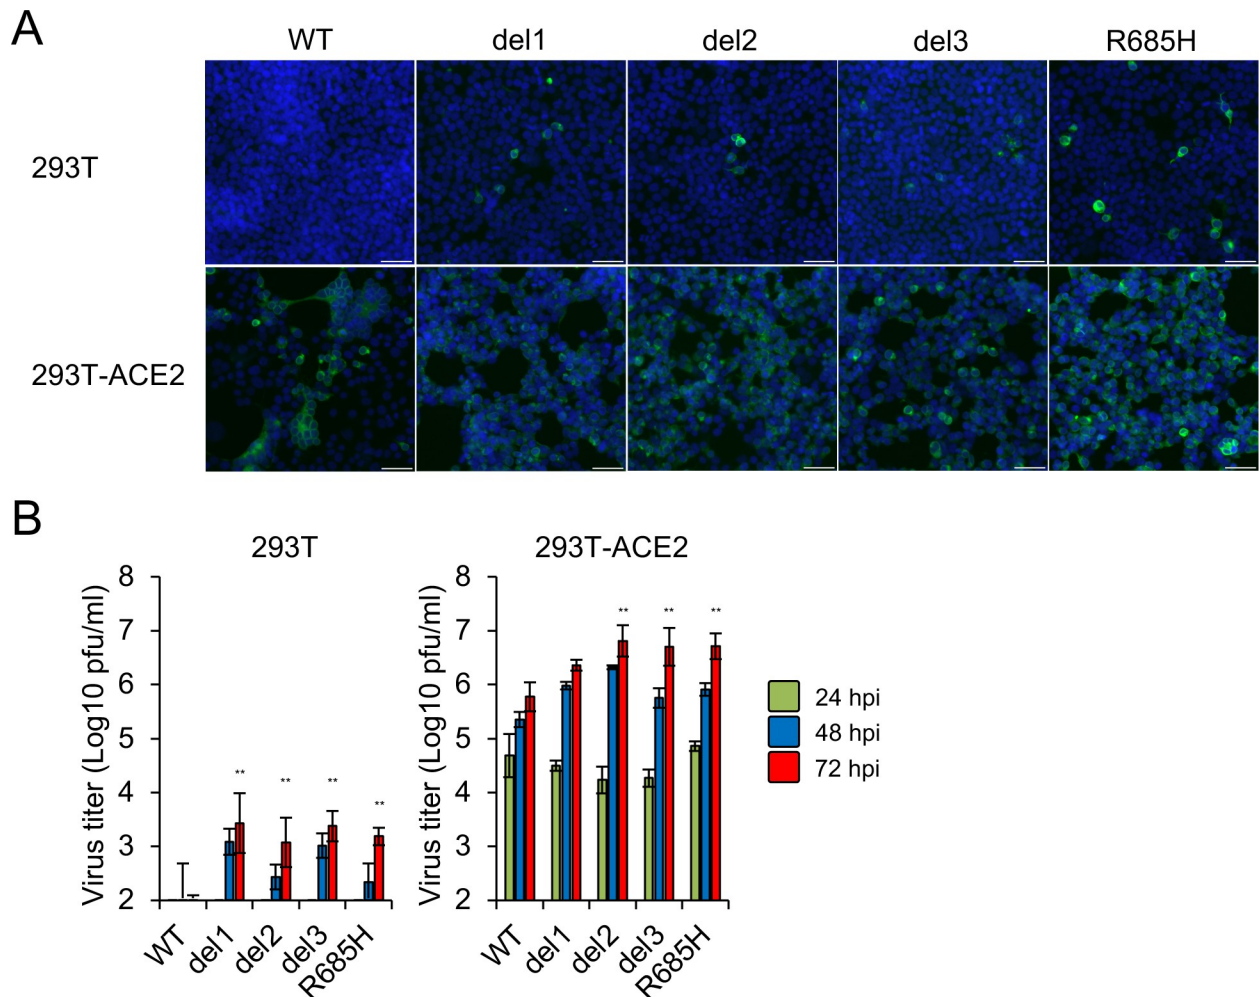 A
WT del1 del2 del3 R685H
293T
293T-ACE2
B
293T 293T-ACE2
Virus titer (Log10 pfu/ml)
8
7
6
5
4
3
2
** ** ** **
WT del1 del2 del3 R685H
Virus titer (Log10 pfu/ml)
8
7
6
5
4
3
2
** ** **
WT del1 del2 del3 R685H
24 hpi
48 hpi
72 hpi